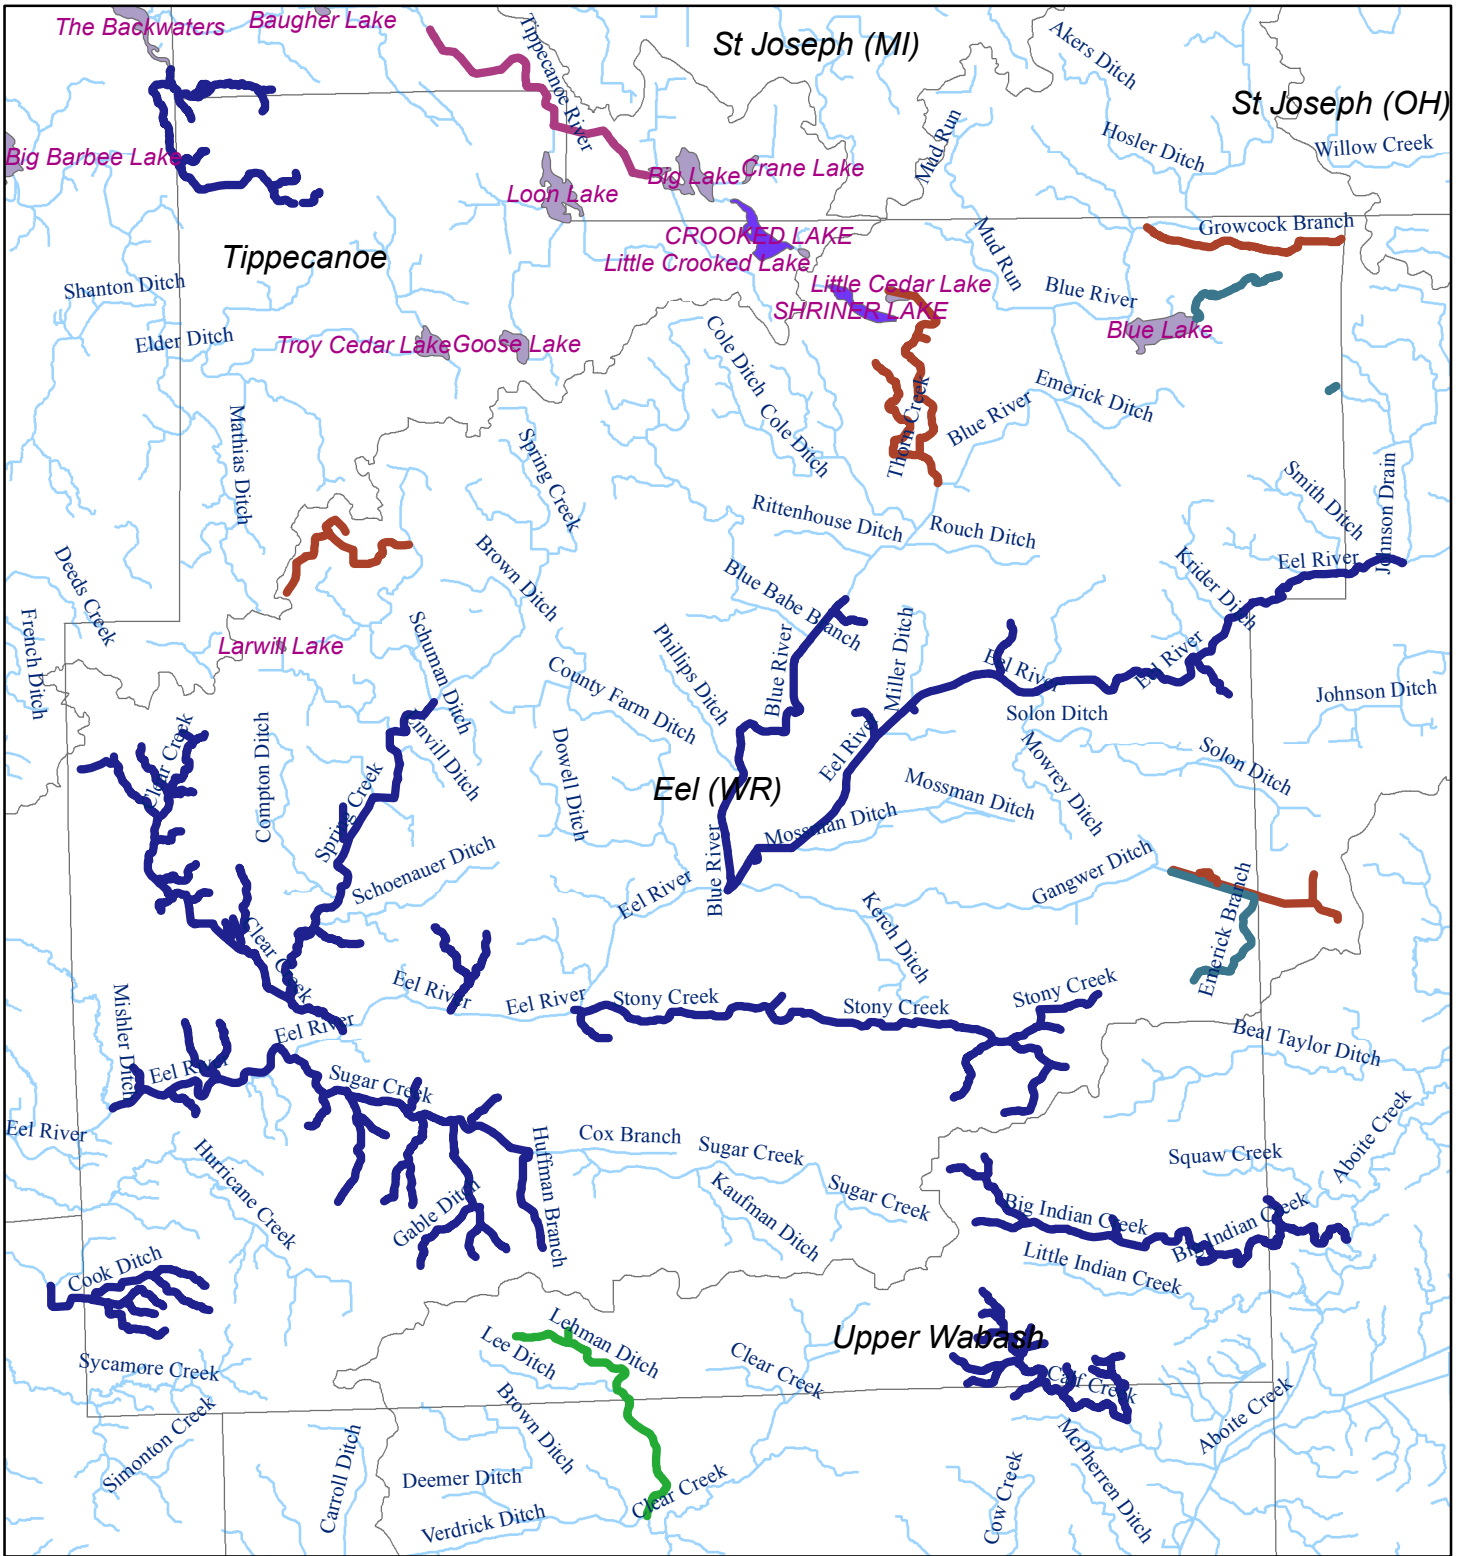 The Backwaters
Baugher Lake
Tippecanoe River
St Joseph (MI)
Akers Ditch
St Joseph (OH)
Mud Run
Hosler Ditch
Willow Creek
Big Barbee Lake
Loon Lake
Big Lake
Crane Lake
CROOKED LAKE
Little Crooked Lake
Growcock Branch
Tippecanoe
Mud Run
Shanton Ditch
Little Cedar Lake
SHRINER LAKE
Blue River
Blue Lake
Elder Ditch
Troy Cedar Lake
Goose Lake
Cole Ditch
Emerick Ditch
Mathias Ditch
Spring Creek
Cole Ditch
Thorn Creek
Blue River
Smith Ditch
Johnson Drain
Rittenhouse Ditch
Rouch Ditch
Deeds Creek
Brown Ditch
Eel River
Krider Ditch
Blue Babe Branch
French Ditch
Larwill Lake
Schuman Ditch
Phillips Ditch
Blue River
Miller Ditch
County Farm Ditch
Eel River
Eel River
Johnson Ditch
Solon Ditch
Clear Creek
Compton Ditch
Linvill Ditch
Dowell Ditch
Eel River
Mowrey Ditch
Solon Ditch
Spring Creek
Eel (WR)
Mossman Ditch
Mossman Ditch
Schoenauer Ditch
Eel River
Blue River
Gangwer Ditch
Kerch Ditch
Emerick Branch
Clear Creek
Eel River
Eel River
Stony Creek
Stony Creek
Stony Creek
Mishler Ditch
Eel River
Beal Taylor Ditch
Eel River
Sugar Creek
Eel River
Hurricane Creek
Huffman Branch
Cox Branch
Sugar Creek
Squaw Creek
Aboite Creek
Gable Ditch
Kaufman Ditch
Sugar Creek
Big Indian Creek
Big Indian Creek
Cook Ditch
Little Indian Creek
Lehman Ditch
Lee Ditch
Upper Wabash
Sycamore Creek
Clear Creek
Calf Creek
Simonton Creek
Brown Ditch
Aboite Creek
Carroll Ditch
Deemer Ditch
Clear Creek
Cow Creek
McPherren Ditch
Verdrick Ditch